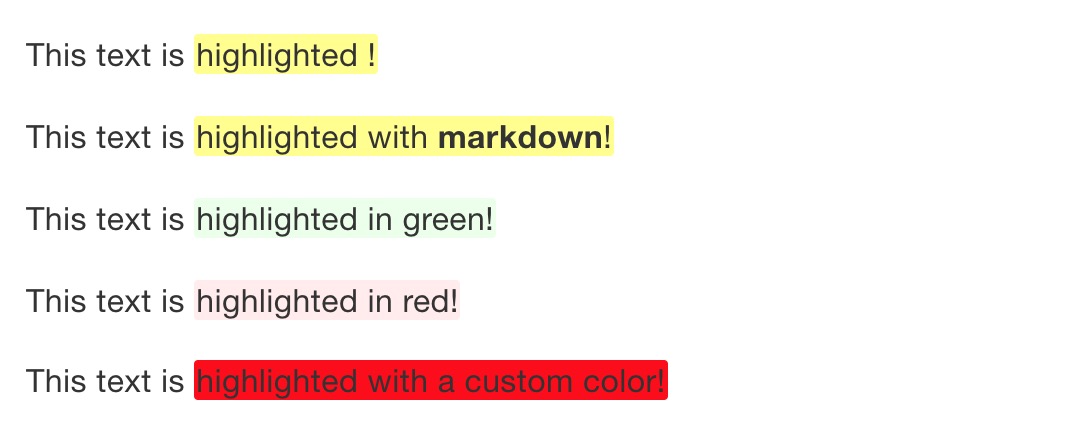 This text is highlighted !
This text is highlighted with markdown!
This text is highlighted in green!
This text is highlighted in red!
This text is highlighted with a custom color!